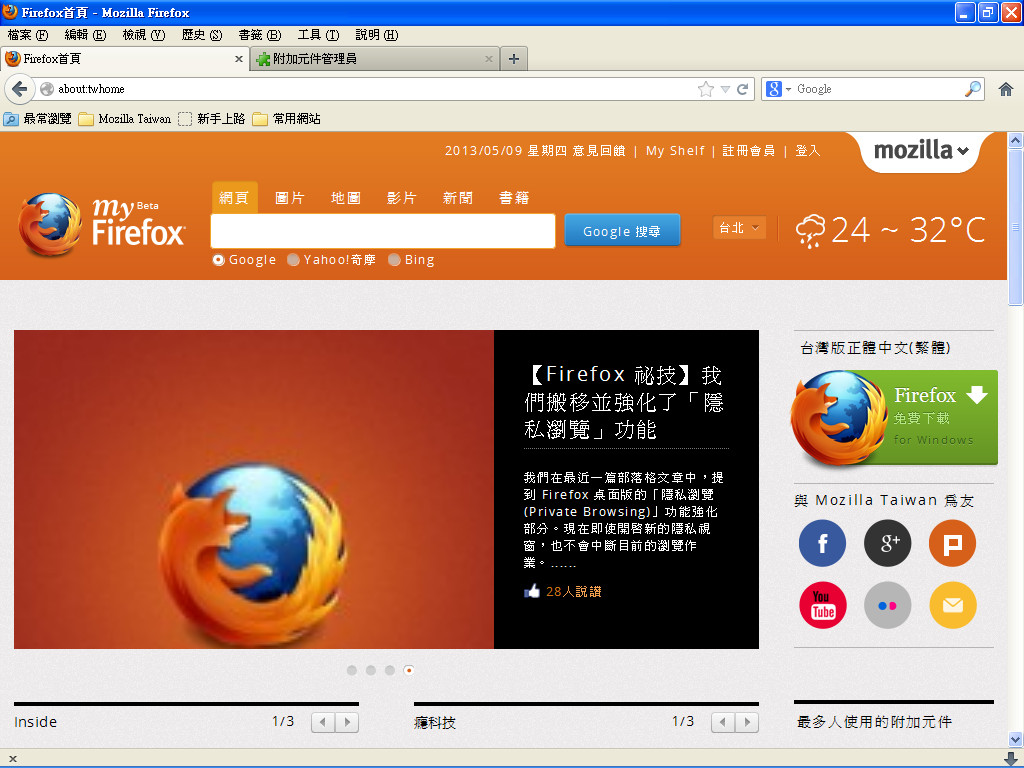 Firefox首頁 - Mozilla Firefox
檔案 (F) 編輯 (E) 檢視 (V) 歷史 (S) 書籤 (B) 工具 (T) 說明 (H)
Firefox首頁 附加元件管理員
about:twhome Google
最常瀏覽 Mozilla Taiwan 新手上路 常用網站
2013/05/09 星期四 意見回饋 | My Shelf | 註冊會員 | 登入
mozilla
my Beta
Firefox
網頁 圖片 地圖 影片 新聞 書籍
Google 搜尋
台北
24 ~ 32°C
Google Yahoo!奇摩 Bing
【Firefox 祕技】我
們搬移並強化了「隱
私瀏覽」功能
我們在最近一篇部落格文章中，提
到 Firefox 桌面版的「隱私瀏覽
(Private Browsing)」功能強化
部分。現在即使開啓新的隱私視
窗，也不會中斷目前的瀏覽作
業。......
28人說讚
台灣版正體中文(繁體)
Firefox
免費下載
for Windows
與 Mozilla Taiwan 為友
f g+ P
You
Tube
Inside 1/3
癮科技 1/3
最多人使用的附加元件